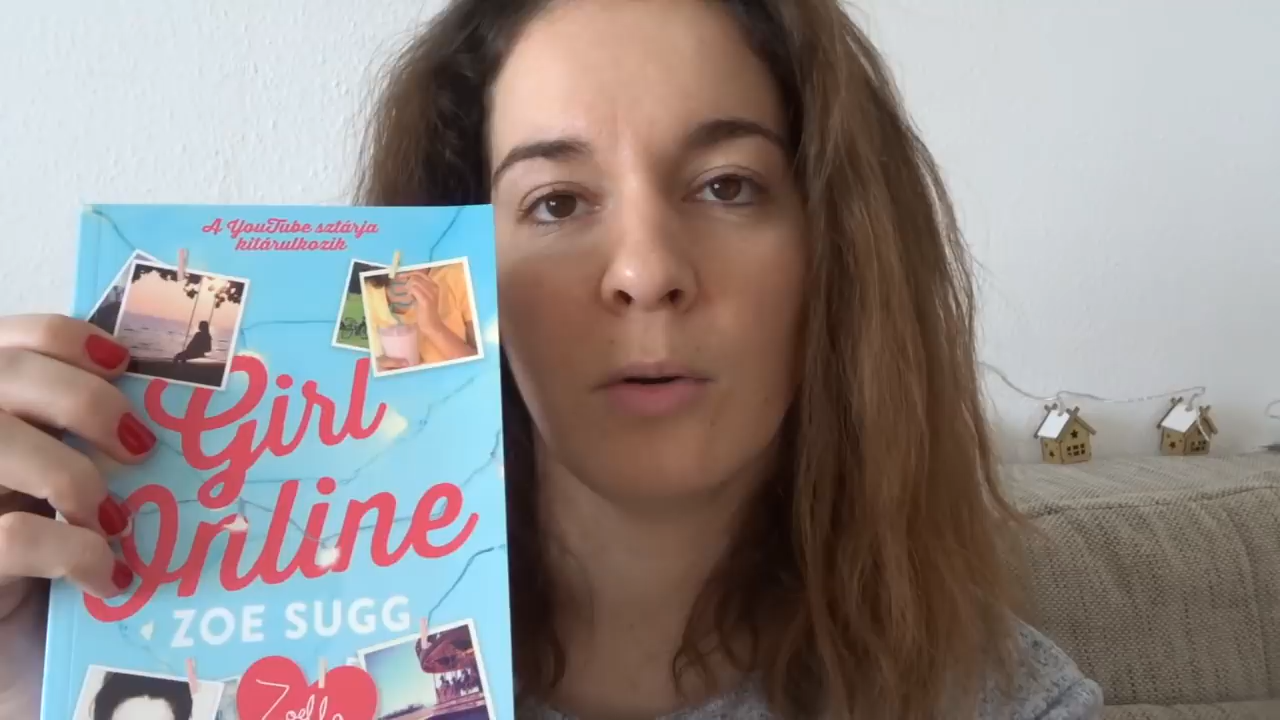 A YouTube sztárja
kitárulkozik
Girl
Online
ZOE SUGG